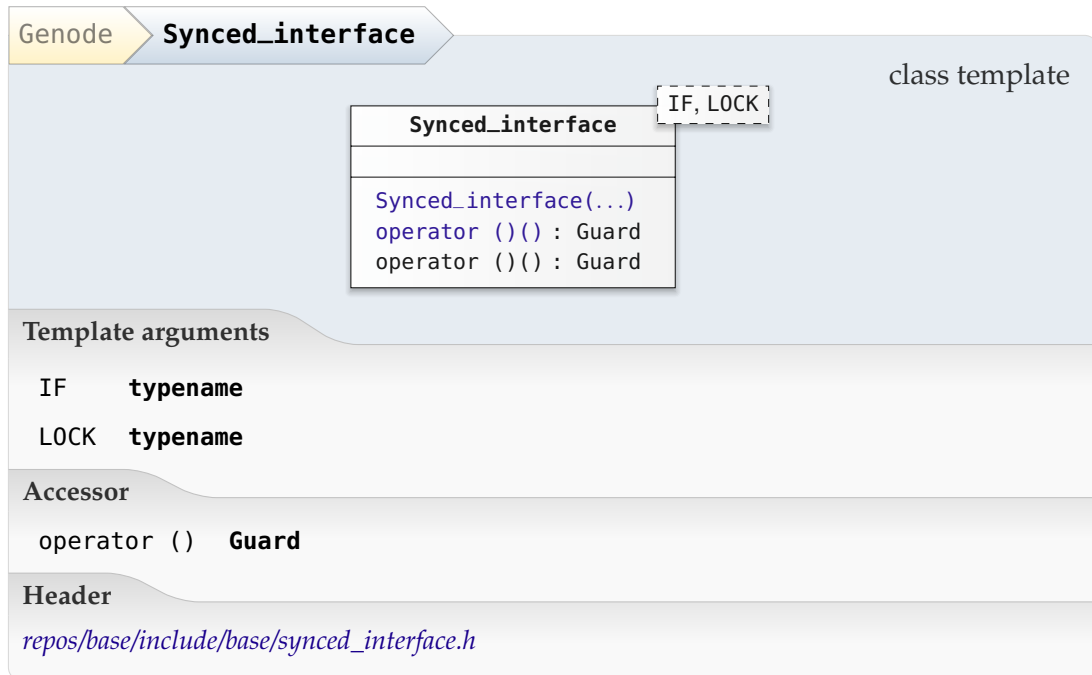 Genode Synced_interface
class template
IF, LOCK
Synced_interface
Synced_interface(...)
operator ()() : Guard
operator ()() : Guard
Template arguments
IF typename
LOCK typename
Accessor
operator () Guard
Header
repos/base/include/base/synced_interface.h